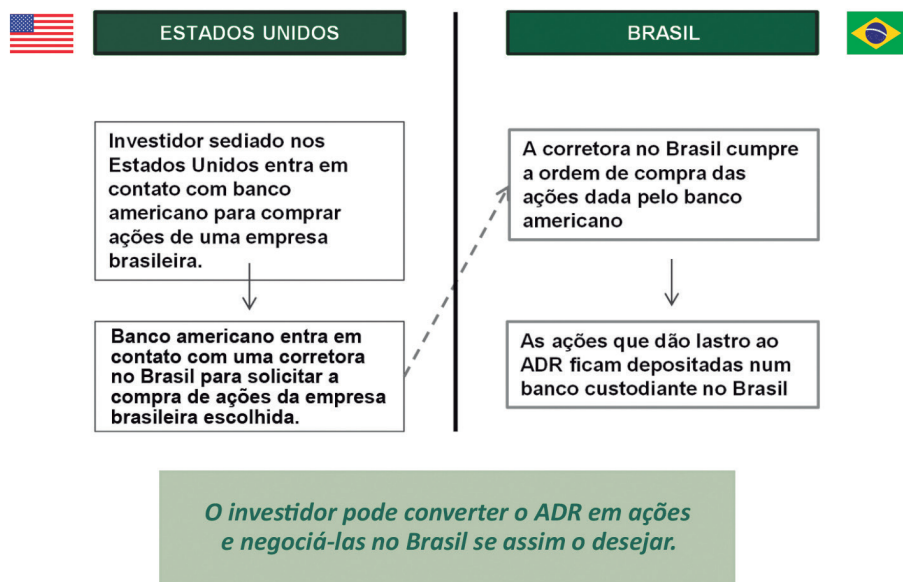 ESTADOS UNIDOS
Investidor sediado nos
Estados Unidos entra em
contato com banco
americano para comprar
ações de uma empresa
brasileira.
Banco americano entra em
contato com uma corretora
no Brasil para solicitar a
compra de ações da empresa
brasileira escolhida.
BRASIL
A corretora no Brasil cumpre
a ordem de compra das
ações dada pelo banco
americano
As ações que dão lastro ao
ADR ficam depositadas num
banco custodiante no Brasil
O investidor pode converter o ADR em ações
e negociá-las no Brasil se assim o desejar.